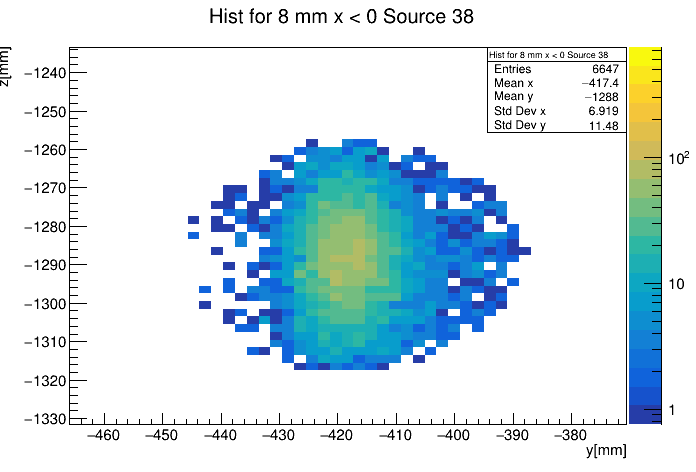 Hist for 8 mm x < 0 Source 38
z[mm]
Hist for 8 mm x < 0 Source 38
Entries 6647
Mean x −417.4
Mean y −1288
Std Dev x 6.919
Std Dev y 11.48
−1240
−1250
−1260
−1270
−1280
−1290
−1300
−1310
−1320
−1330
10²
10
1
−460 −450 −440 −430 −420 −410 −400 −390 −380
y[mm]